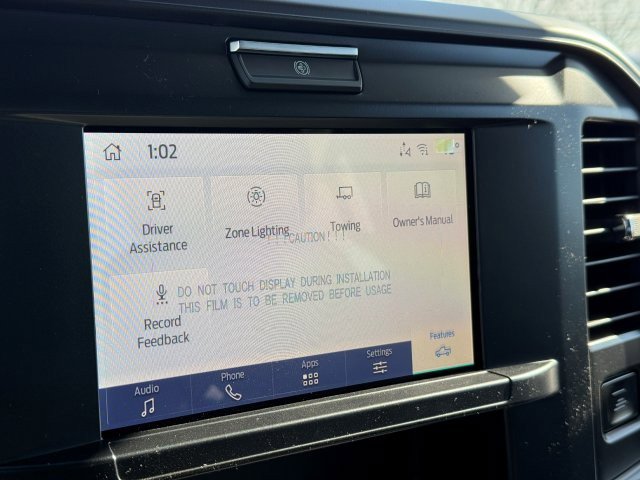 1:02
Driver
Assistance
Zone Lighting
Towing
Owner's Manual
!!!CAUTION!!!
DO NOT TOUCH DISPLAY DURING INSTALLATION
THIS FILM IS TO BE REMOVED BEFORE USAGE
Record
Feedback
Audio
Phone
Apps
Settings
Features